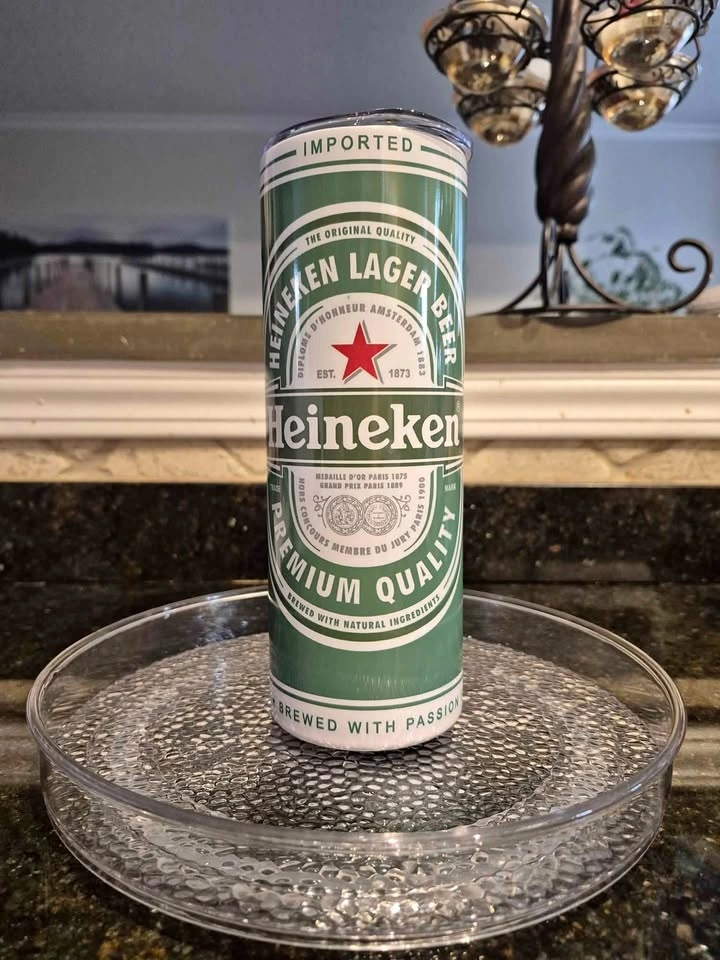 IMPORTED
THE ORIGINAL QUALITY
HEINEKEN LAGER BEER
DIPLOME D'HONNEUR AMSTERDAM 1883
EST. 1873
Heineken®
MEDAILLE D'OR PARIS 1875
GRAND PRIX PARIS 1889
TRADE MARK
HORS CONCOURS MEMBRE DU JURY PARIS 1900
PREMIUM QUALITY
BREWED WITH NATURAL INGREDIENTS
BREWED WITH PASSION